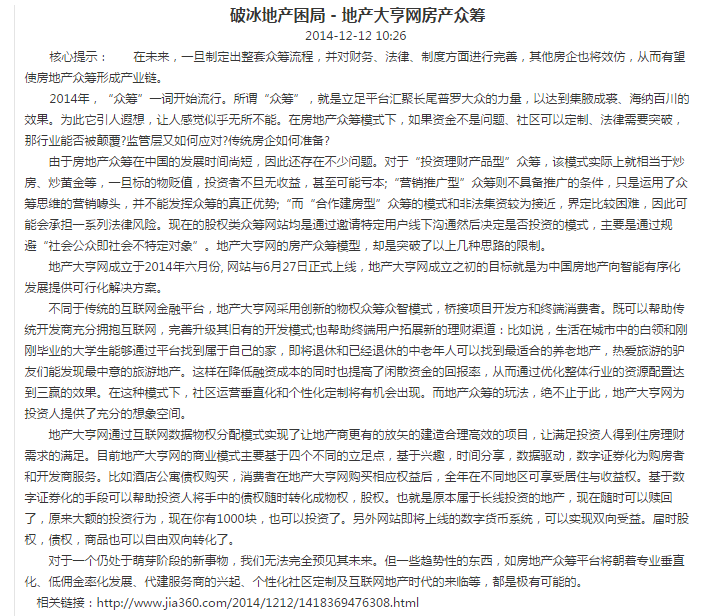 破冰地产困局 - 地产大亨网房产众筹
2014-12-12 10:26
核心提示： 在未来，一旦制定出整套众筹流程，并对财务、法律、制度方面进行完善，其他房企也将效仿，从而有望
使房地产众筹形成产业链。
2014年，“众筹”一词开始流行。所谓“众筹”，就是立足平台汇聚长尾普罗大众的力量，以达到集腋成裘、海纳百川的
效果。为此它引人遐想，让人感觉似乎无所不能。在房地产众筹模式下，如果资金不是问题、社区可以定制、法律需要突破，
那行业能否被颠覆?监管层又如何应对?传统房企如何准备?
由于房地产众筹在中国的发展时间尚短，因此还存在不少问题。对于“投资理财产品型”众筹，该模式实际上就相当于炒
房、炒黄金等，一旦标的物贬值，投资者不且无收益，甚至可能亏本;“营销推广型”众筹则不具备推广的条件，只是运用了众
筹思维的营销噱头，并不能发挥众筹的真正优势;“而“合作建房型”众筹的模式和非法集资较为接近，界定比较困难，因此可
能会承担一系列法律风险。现在的股权类众筹网站均是通过邀请特定用户线下沟通然后决定是否投资的模式，主要是通过规
避“社会公众即社会不特定对象”。地产大亨网的房产众筹模型，却是突破了以上几种思路的限制。
地产大亨网成立于2014年六月份, 网站与6月27日正式上线，地产大亨网成立之初的目标就是为中国房地产向智能有序化
发展提供可行化解决方案。
不同于传统的互联网金融平台，地产大亨网采用创新的物权众筹众智模式，桥接项目开发方和终端消费者。既可以帮助传
统开发商充分拥抱互联网，完善升级其旧有的开发模式;也帮助终端用户拓展新的理财渠道：比如说，生活在城市中的白领和刚
刚毕业的大学生能够通过平台找到属于自己的家，即将退休和已经退休的中老年人可以找到最适合的养老地产，热爱旅游的驴
友们能发现最中意的旅游地产。这样在降低融资成本的同时也提高了闲散资金的回报率，从而通过优化整体行业的资源配置达
到三赢的效果。在这种模式下，社区运营垂直化和个性化定制将有机会出现。而地产众筹的玩法，绝不止于此，地产大亨网为
投资人提供了充分的想象空间。
地产大亨网通过互联网数据物权分配模式实现了让地产商更有的放矢的建造合理高效的项目，让满足投资人得到住房理财
需求的满足。目前地产大亨网的商业模式主要基于四个不同的立足点，基于兴趣，时间分享，数据驱动，数字证券化为购房者
和开发商服务。比如酒店公寓债权购买，消费者在地产大亨网购买相应权益后，全年在不同地区可享受居住与收益权。基于数
字证券化的手段可以帮助投资人将手中的债权随时转化成物权，股权。也就是原本属于长线投资的地产，现在随时可以赎回
了，原来大额的投资行为，现在你有1000块，也可以投资了。另外网站即将上线的数字货币系统，可以实现双向受益。届时股
权，债权，商品也可以自由双向转化了。
对于一个仍处于萌芽阶段的新事物，我们无法完全预见其未来。但一些趋势性的东西，如房地产众筹平台将朝着专业垂直
化、低佣金率化发展、代建服务商的兴起、个性化社区定制及互联网地产时代的来临等，都是极有可能的。
相关链接：http://www.jia360.com/2014/1212/1418369476308.html